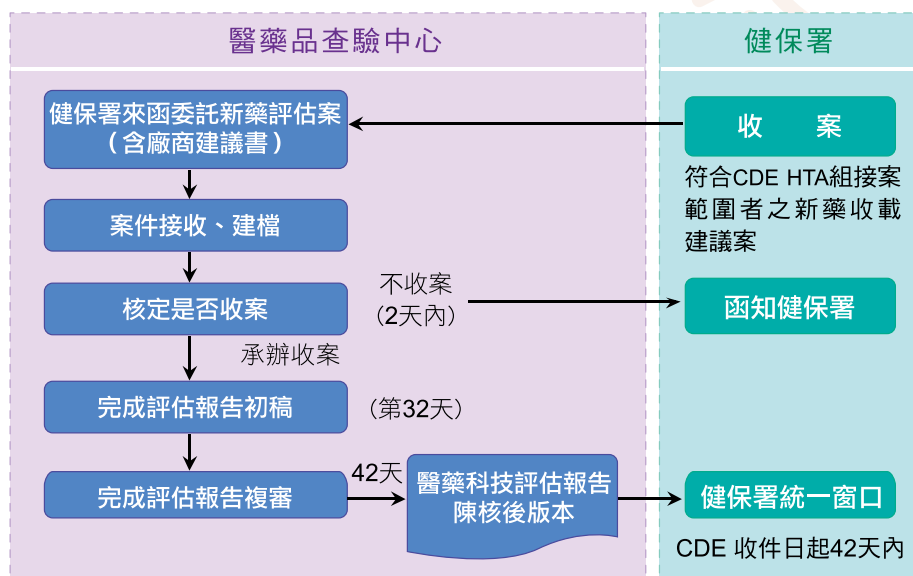 醫藥品查驗中心
健保署
健保署來函委託新藥評估案
（含廠商建議書）
收 案
符合CDE HTA組接案
範圍者之新藥收載
建議案
案件接收、建檔
核定是否收案
不收案
（2天內）
函知健保署
承辦收案
完成評估報告初稿
（第32天）
完成評估報告複審
42天
醫藥科技評估報告
陳核後版本
健保署統一窗口
CDE 收件日起42天內